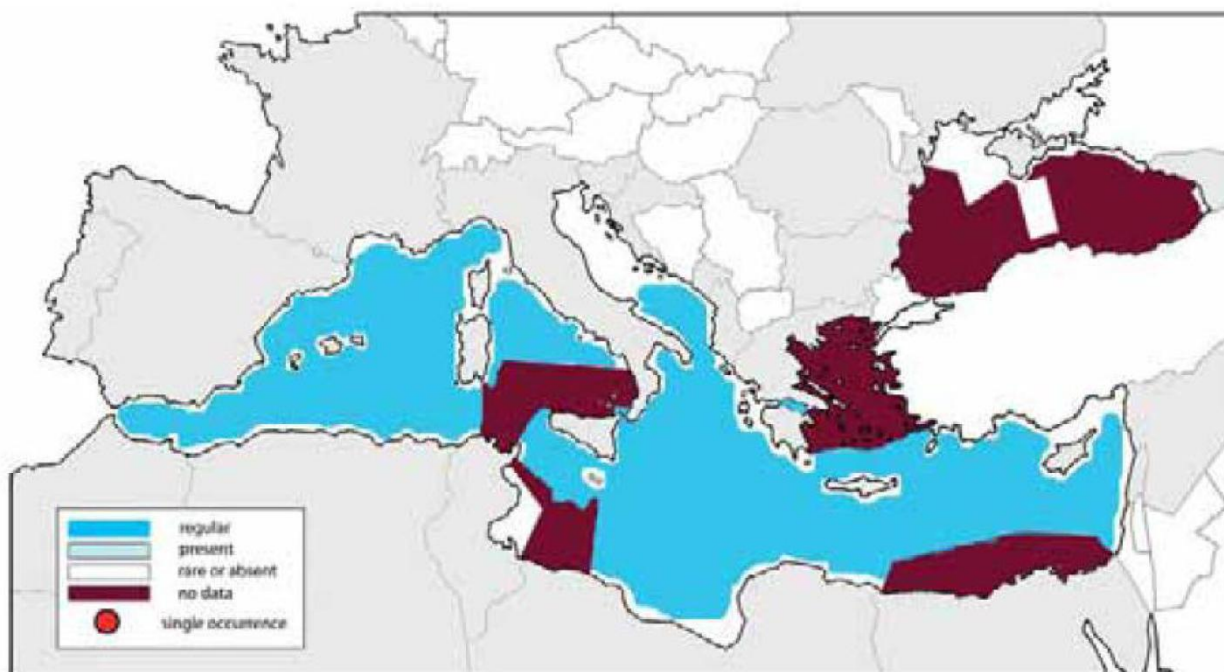 regular
present
rare or absent
no data
single occurrence